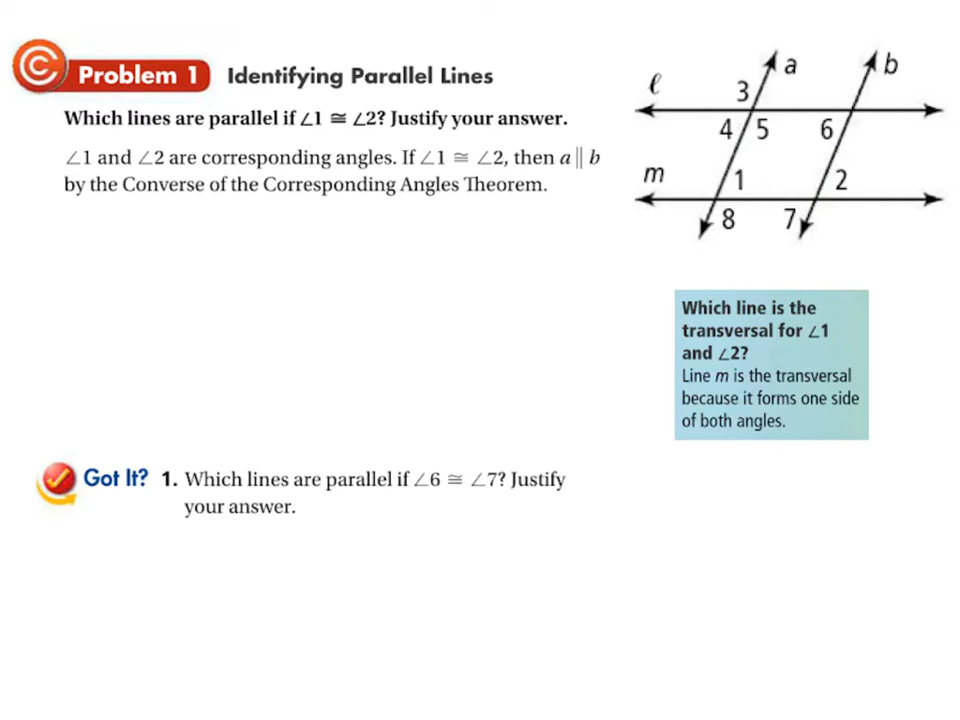 © Problem 1 Identifying Parallel Lines
Which lines are parallel if ∠1 ≅ ∠2? Justify your answer.
∠1 and ∠2 are corresponding angles. If ∠1 ≅ ∠2, then a || b
by the Converse of the Corresponding Angles Theorem.
a
b
ℓ
3
4
5
6
m
1
2
8
7
Which line is the
transversal for ∠1
and ∠2?
Line m is the transversal
because it forms one side
of both angles.
Got It? 1. Which lines are parallel if ∠6 ≅ ∠7? Justify
your answer.